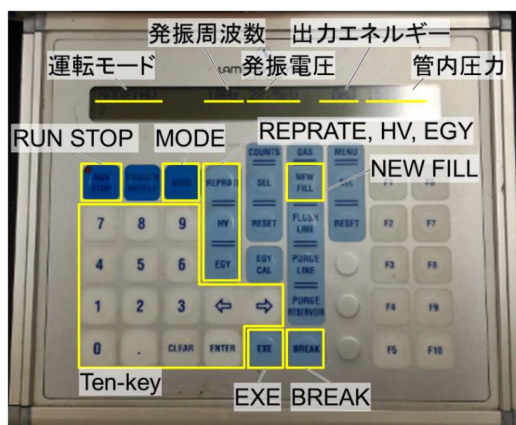 発振周波数 出力エネルギー
運転モード 発振電圧 管内圧力
RUN STOP MODE REPRATE, HV, EGY
COUNTS GAS MENU
NEW FILL
RUN STOP MODE REPRATE SEL NEW FILL SEL F1 F6
7 8 9 HV RESET FLUSH LINE RESET F2 F7
4 5 6 EGY EGY CAL PURGE LINE F3 F8
1 2 3 ⇦ ⇨ PURGE RESERVOIR F4 F9
0 . CLEAR ENTER EXE BREAK F5 F10
Ten-key
EXE BREAK